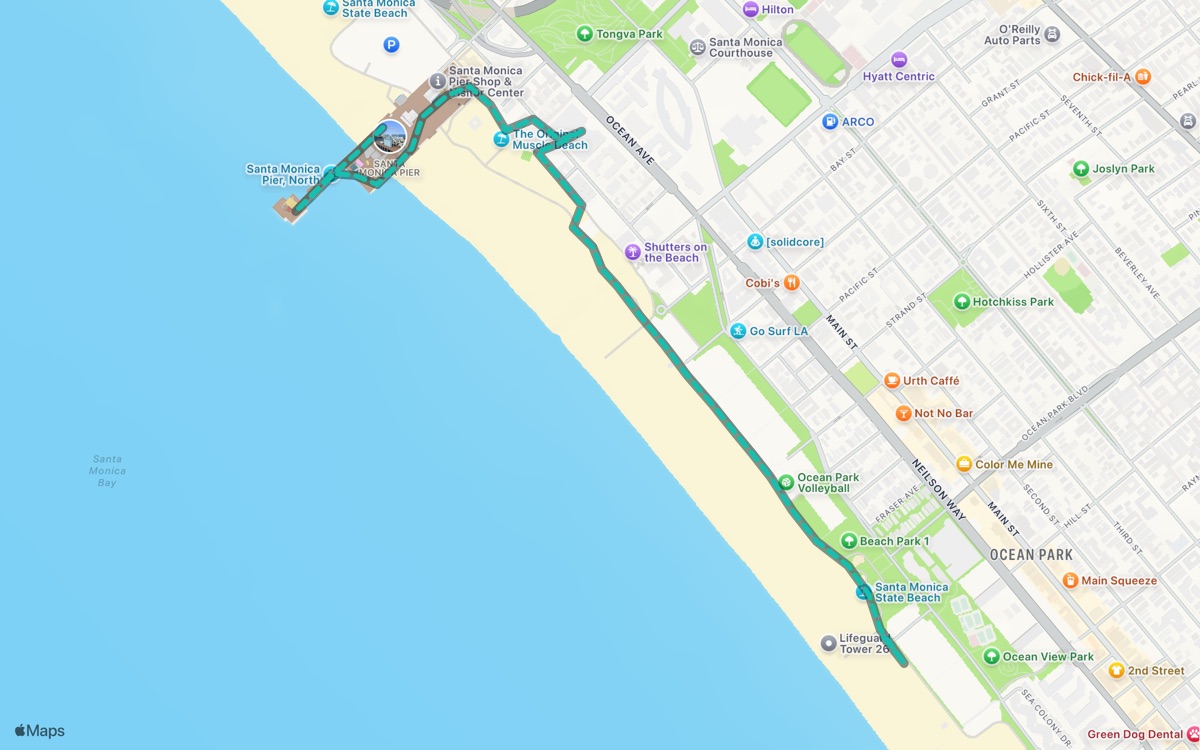 Santa Monica
State Beach
Hilton
Tongva Park
Santa Monica
Courthouse
O'Reilly
Auto Parts
Hyatt Centric
Chick-fil-A
PEARL
GRANT ST
SEVENTH ST
PACIFIC ST
BAY ST
ARCO
P
i
Santa Monica
Pier Shop &
Visitor Center
OCEAN AVE
The Original
Muscle Beach
Santa Monica
Pier, North
SANTA
MONICA PIER
Joslyn Park
SIXTH ST
HOLLISTER AVE
BEVERLEY AVE
[solidcore]
Shutters on
the Beach
Cobi's
PACIFIC ST
STRAND ST
Hotchkiss Park
MAIN ST
Go Surf LA
Urth Caffé
Not No Bar
OCEAN PARK BLVD
Santa
Monica
Bay
Color Me Mine
Ocean Park
Volleyball
FRASER AVE
NEILSON WAY
MAIN ST
SECOND ST
HILL ST
THIRD ST
Beach Park 1
OCEAN PARK
Santa Monica
State Beach
Main Squeeze
Lifeguard
Tower 26
Ocean View Park
2nd Street
SEA COLONY DR
Green Dog Dental
Maps